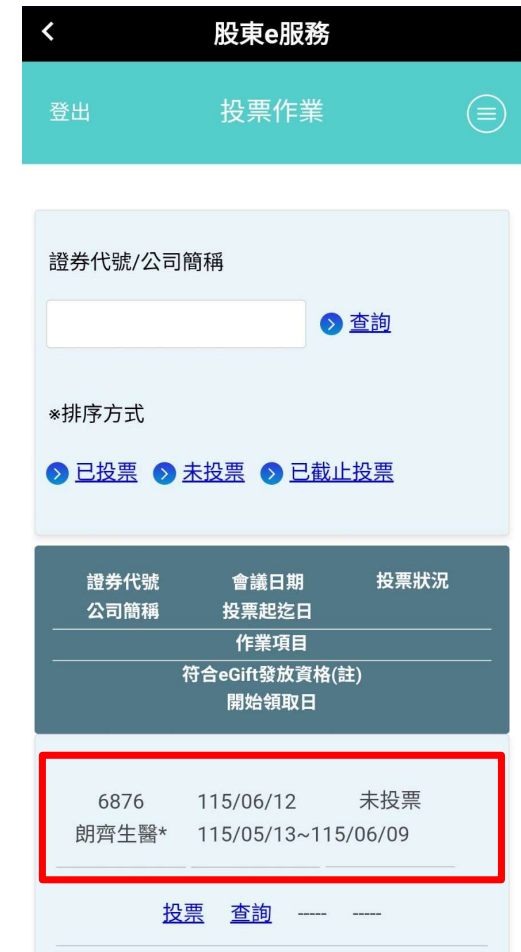 股東e服務
登出 投票作業
證券代號/公司簡稱
查詢
※排序方式
已投票 未投票 已截止投票
證券代號 會議日期 投票狀況
公司簡稱 投票起迄日
作業項目
符合eGift發放資格(註)
開始領取日
6876 115/06/12 未投票
朗齊生醫* 115/05/13~115/06/09
投票 查詢 ----- -----